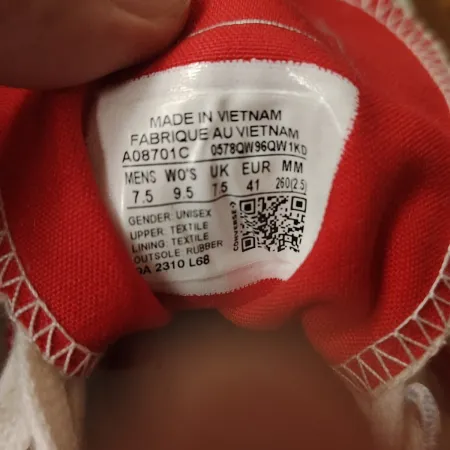 MADE IN VIETNAM
FABRIQUE AU VIETNAM
A08701C 0578QW96QW1KD
MENS WO'S UK EUR MM
7.5 9.5 7.5 41 260(2.5)
GENDER: UNISEX
UPPER: TEXTILE
LINING: TEXTILE
OUTSOLE: RUBBER
2310 L68
CONVERSE